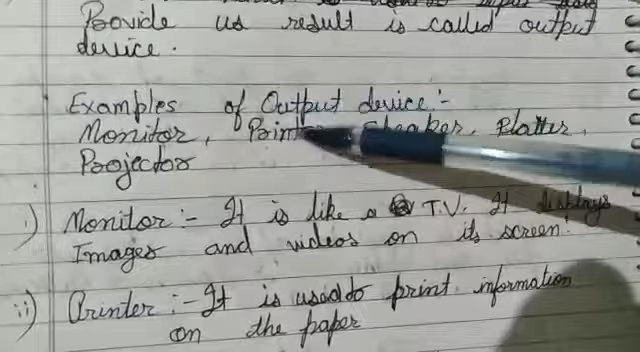 Provide us result is called output
device.
Examples of Output device:-
Monitor, Printer, Speaker, Platter,
Projector
i) Monitor:- It is like a T.V. It displays
Images and videos on its screen.
ii) Printer:- It is used to print information
on the paper